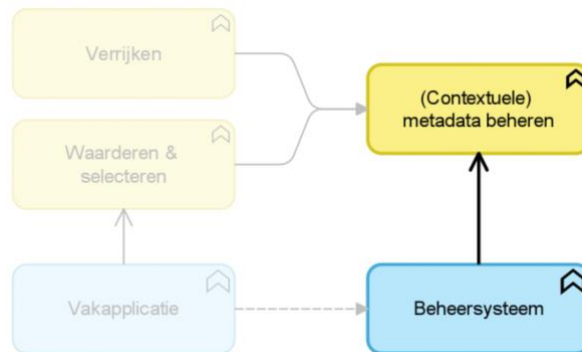 Verrijken
(Contextuele)
metadata beheren
Waarderen &
selecteren
Vakapplicatie
Beheersysteem